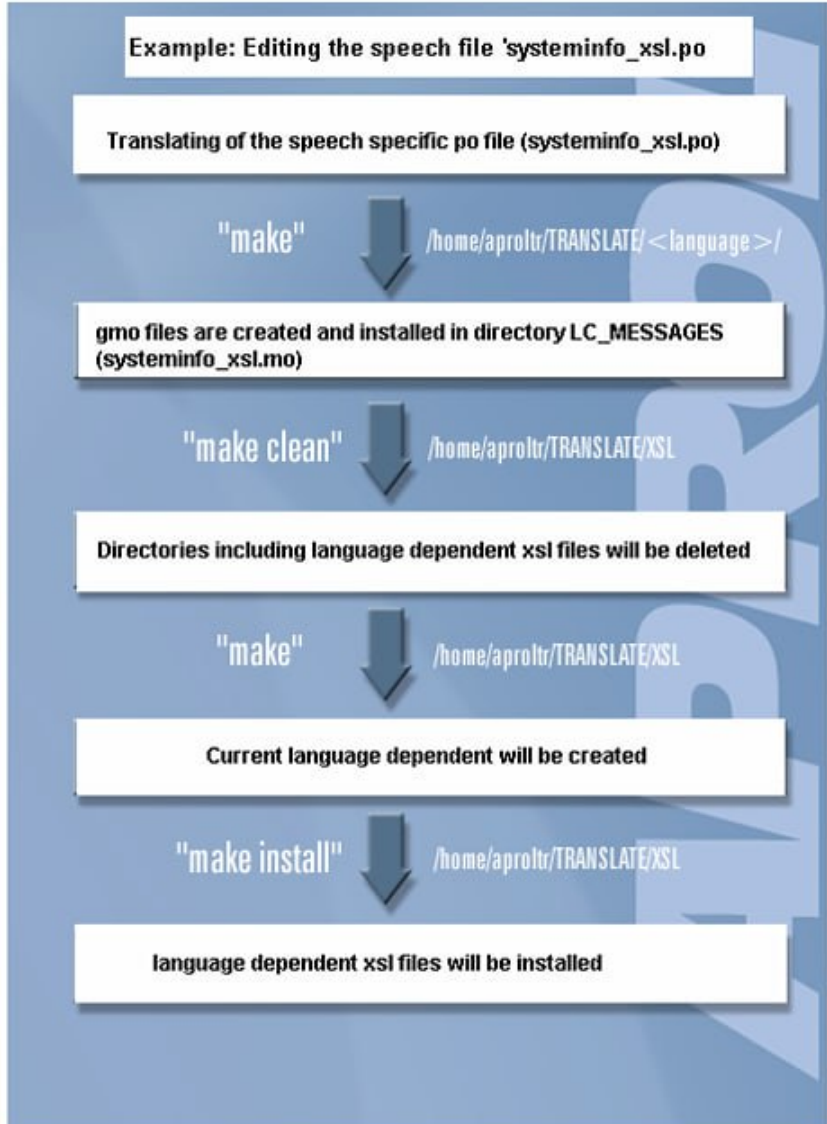 Example: Editing the speech file 'systeminfo_xsl.po
Translating of the speech specific po file (systeminfo_xsl.po)
"make"
/home/aproltr/TRANSLATE/<language>/
gmo files are created and installed in directory LC_MESSAGES
(systeminfo_xsl.mo)
"make clean"
/home/aproltr/TRANSLATE/XSL
Directories including language dependent xsl files will be deleted
"make"
/home/aproltr/TRANSLATE/XSL
Current language dependent will be created
"make install"
/home/aproltr/TRANSLATE/XSL
language dependent xsl files will be installed
APROL